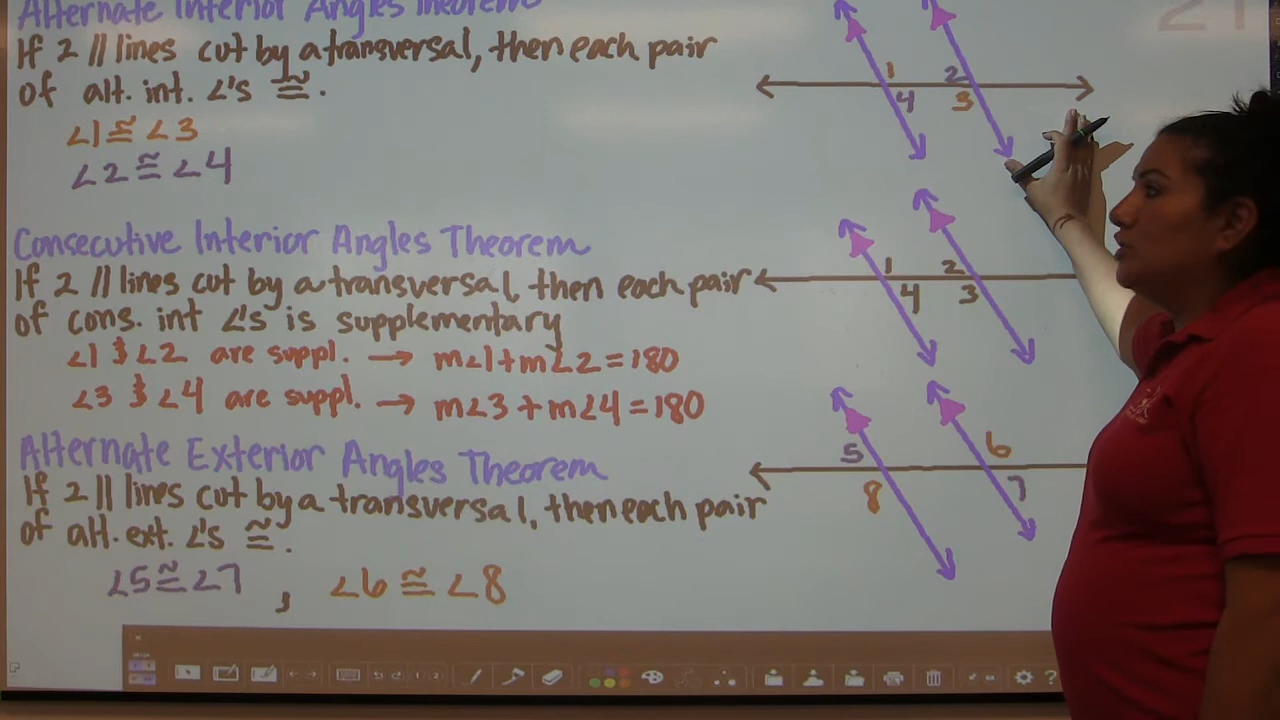 Alternate Interior Angles Theorem
If 2 // lines cut by a transversal, then each pair
of alt. int. ∠'s ≅.
∠1 ≅ ∠3
∠2 ≅ ∠4
1 2
4 3
Consecutive Interior Angles Theorem
If 2 // lines cut by a transversal, then each pair
of cons. int ∠'s is supplementary
∠1 $ ∠2 are suppl. → m∠1+m∠2=180
∠3 $ ∠4 are suppl. → m∠3+m∠4=180
1 2
4 3
Alternate Exterior Angles Theorem
If 2 || lines cut by a transversal, then each pair
of alt. ext. ∠'s ≅.
∠5 ≅ ∠7 , ∠6 ≅ ∠8
5 6
8 7
21